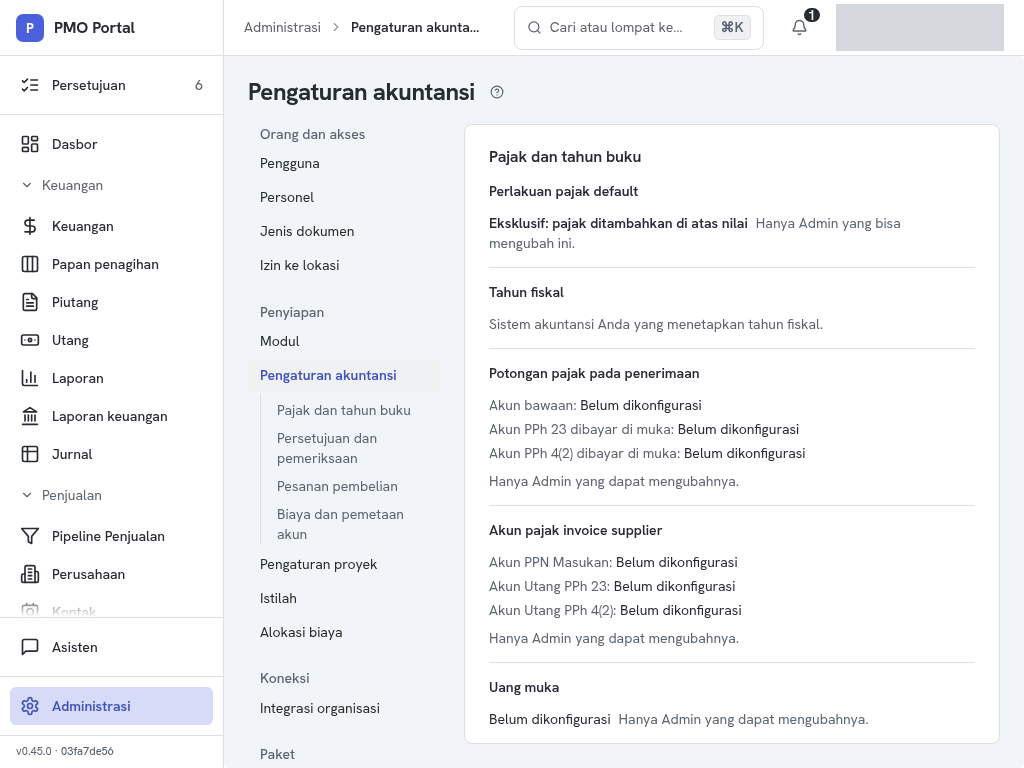 P PMO Portal
Administrasi
Pengaturan akunta...
Cari atau lompat ke...
⌘K
1
Persetujuan 6
Dasbor
Keuangan
Keuangan
Papan penagihan
Piutang
Utang
Laporan
Laporan keuangan
Jurnal
Penjualan
Pipeline Penjualan
Perusahaan
Kontak
Asisten
Administrasi
v0.45.0 · 03fa7de56
Pengaturan akuntansi
Orang dan akses
Pengguna
Personel
Jenis dokumen
Izin ke lokasi
Penyiapan
Modul
Pengaturan akuntansi
Pajak dan tahun buku
Persetujuan dan
pemeriksaan
Pesanan pembelian
Biaya dan pemetaan
akun
Pengaturan proyek
Istilah
Alokasi biaya
Koneksi
Integrasi organisasi
Paket
Pajak dan tahun buku
Perlakuan pajak default
Eksklusif: pajak ditambahkan di atas nilai Hanya Admin yang bisa
mengubah ini.
Tahun fiskal
Sistem akuntansi Anda yang menetapkan tahun fiskal.
Potongan pajak pada penerimaan
Akun bawaan: Belum dikonfigurasi
Akun PPh 23 dibayar di muka: Belum dikonfigurasi
Akun PPh 4(2) dibayar di muka: Belum dikonfigurasi
Hanya Admin yang dapat mengubahnya.
Akun pajak invoice supplier
Akun PPN Masukan: Belum dikonfigurasi
Akun Utang PPh 23: Belum dikonfigurasi
Akun Utang PPh 4(2): Belum dikonfigurasi
Hanya Admin yang dapat mengubahnya.
Uang muka
Belum dikonfigurasi Hanya Admin yang dapat mengubahnya.